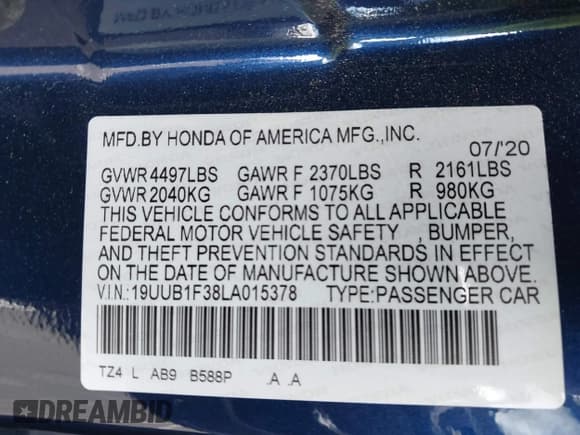 MFD.BY HONDA OF AMERICA MFG.,INC.
07/'20
GVWR 4497LBS GAWR F 2370LBS R 2161LBS
GVWR 2040KG GAWR F 1075KG R 980KG
THIS VEHICLE CONFORMS TO ALL APPLICABLE
FEDERAL MOTOR VEHICLE SAFETY , BUMPER,
AND THEFT PREVENTION STANDARDS IN EFFECT
ON THE DATE OF MANUFACTURE SHOWN ABOVE.
V.I.N.:19UUB1F38LA015378 TYPE:PASSENGER CAR
TZ4 L AB9 B588P .A .A
DREAMBID